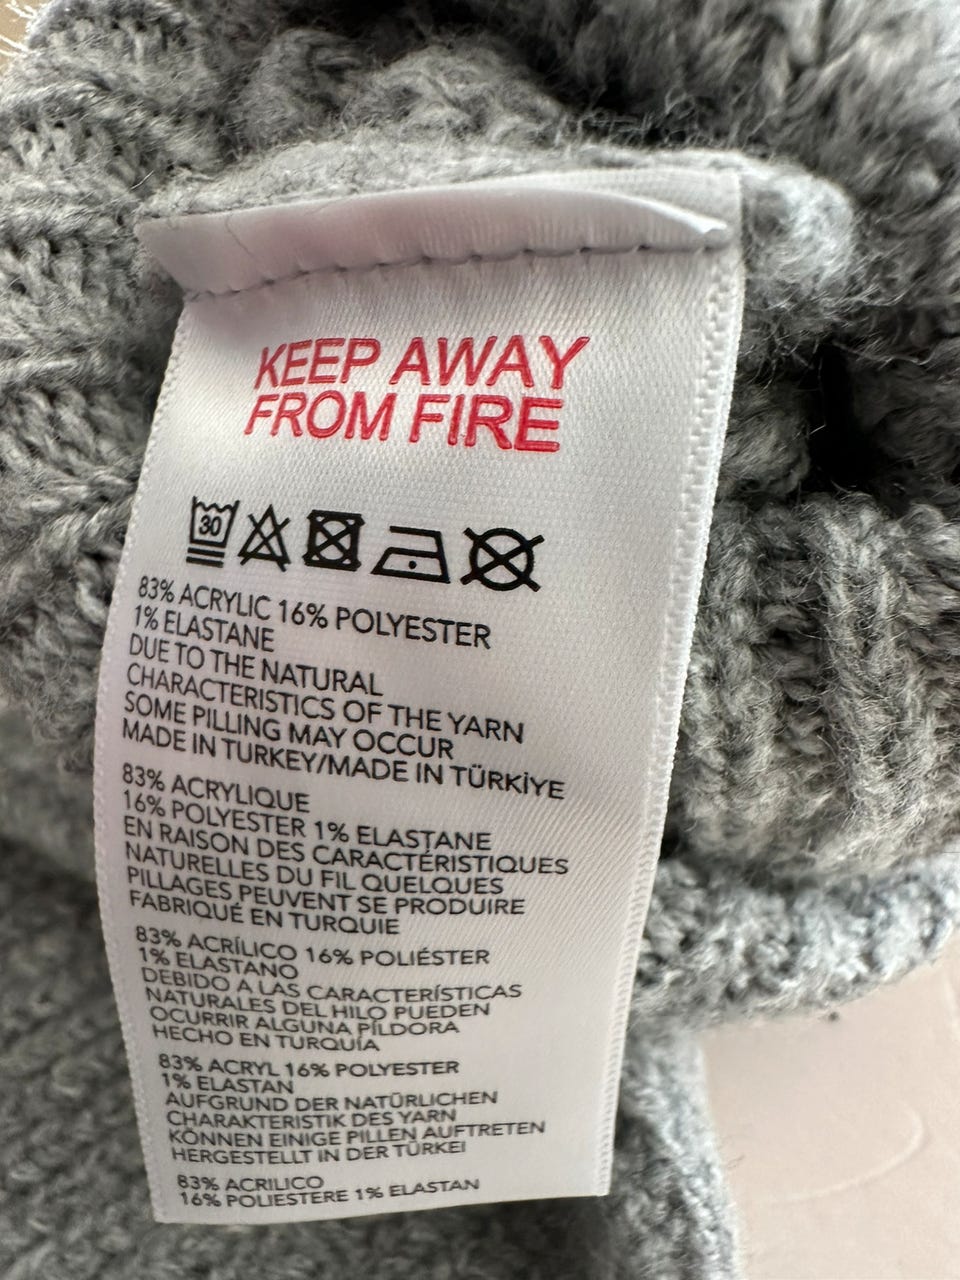 KEEP AWAY
FROM FIRE
30
83% ACRYLIC 16% POLYESTER
1% ELASTANE
DUE TO THE NATURAL
CHARACTERISTICS OF THE YARN
SOME PILLING MAY OCCUR
MADE IN TURKEY/MADE IN TÜRKİYE
83% ACRYLIQUE
16% POLYESTER 1% ELASTANE
EN RAISON DES CARACTÉRISTIQUES
NATURELLES DU FIL QUELQUES
PILLAGES PEUVENT SE PRODUIRE
FABRIQUÉ EN TURQUIE
83% ACRÍLICO 16% POLIÉSTER
1% ELASTANO
DEBIDO A LAS CARACTERÍSTICAS
NATURALES DEL HILO PUEDEN
OCURRIR ALGUNA PÍLDORA
HECHO EN TURQUÍA
83% ACRYL 16% POLYESTER
1% ELASTAN
AUFGRUND DER NATÜRLICHEN
CHARAKTERISTIK DES YARN
KÖNNEN EINIGE PILLEN AUFTRETEN
HERGESTELLT IN DER TÜRKEI
83% ACRILICO
16% POLIESTERE 1% ELASTAN